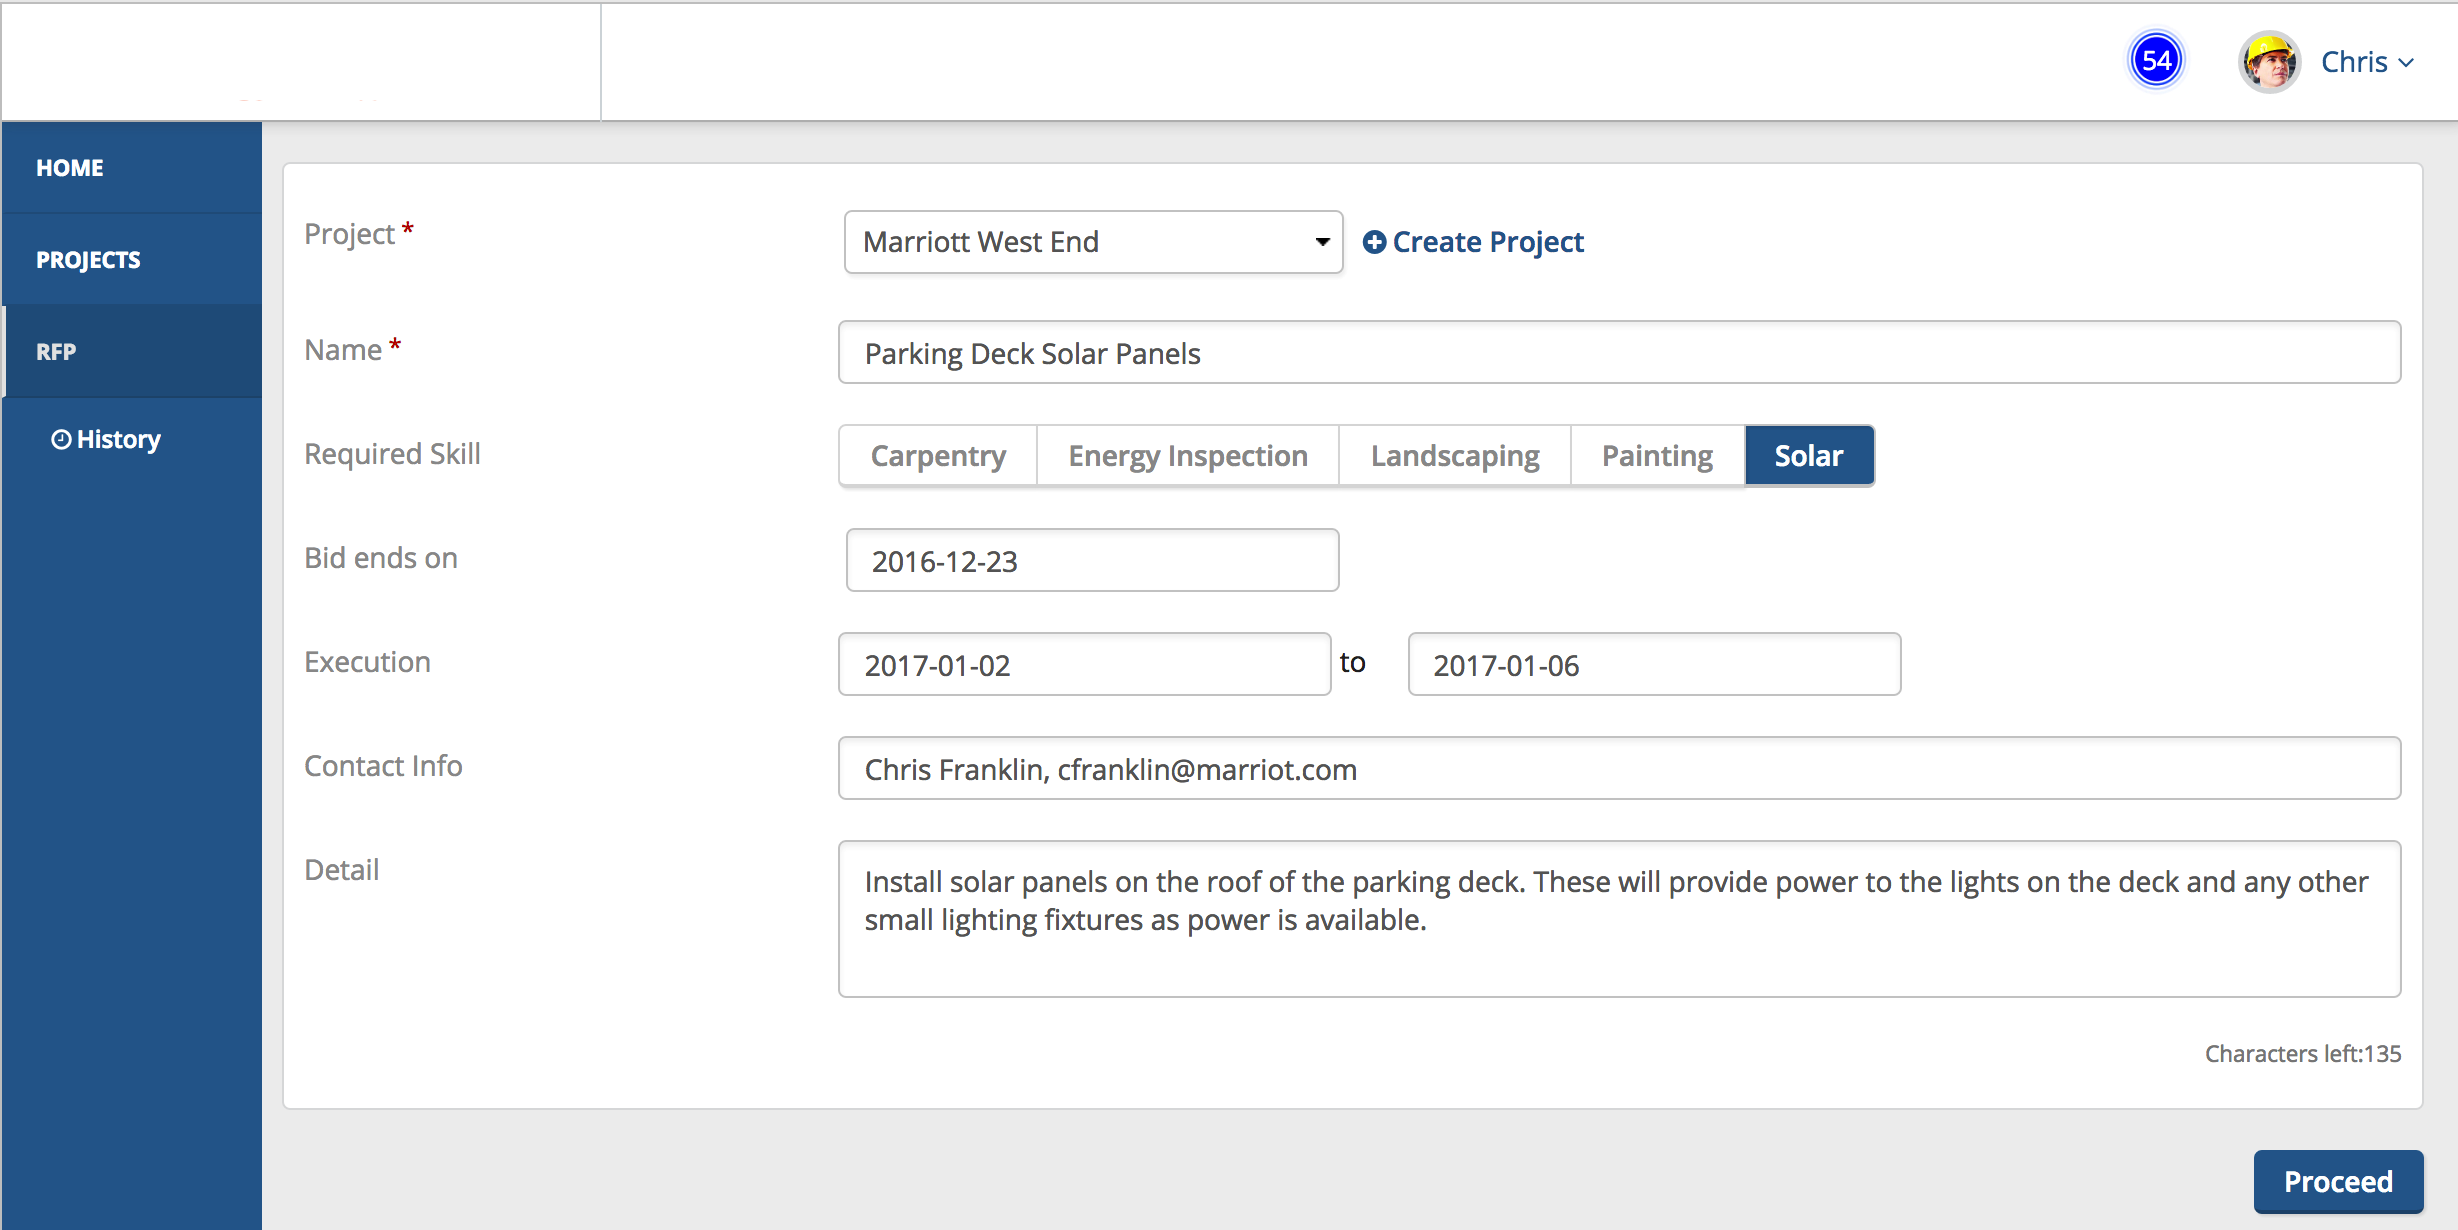 54
Chris
HOME
PROJECTS
RFP
History
Project *
Marriott West End
Create Project
Name *
Parking Deck Solar Panels
Required Skill
Carpentry Energy Inspection Landscaping Painting Solar
Bid ends on
2016-12-23
Execution
2017-01-02 to 2017-01-06
Contact Info
Chris Franklin, cfranklin@marriot.com
Detail
Install solar panels on the roof of the parking deck. These will provide power to the lights on the deck and any other
small lighting fixtures as power is available.
Characters left:135
Proceed